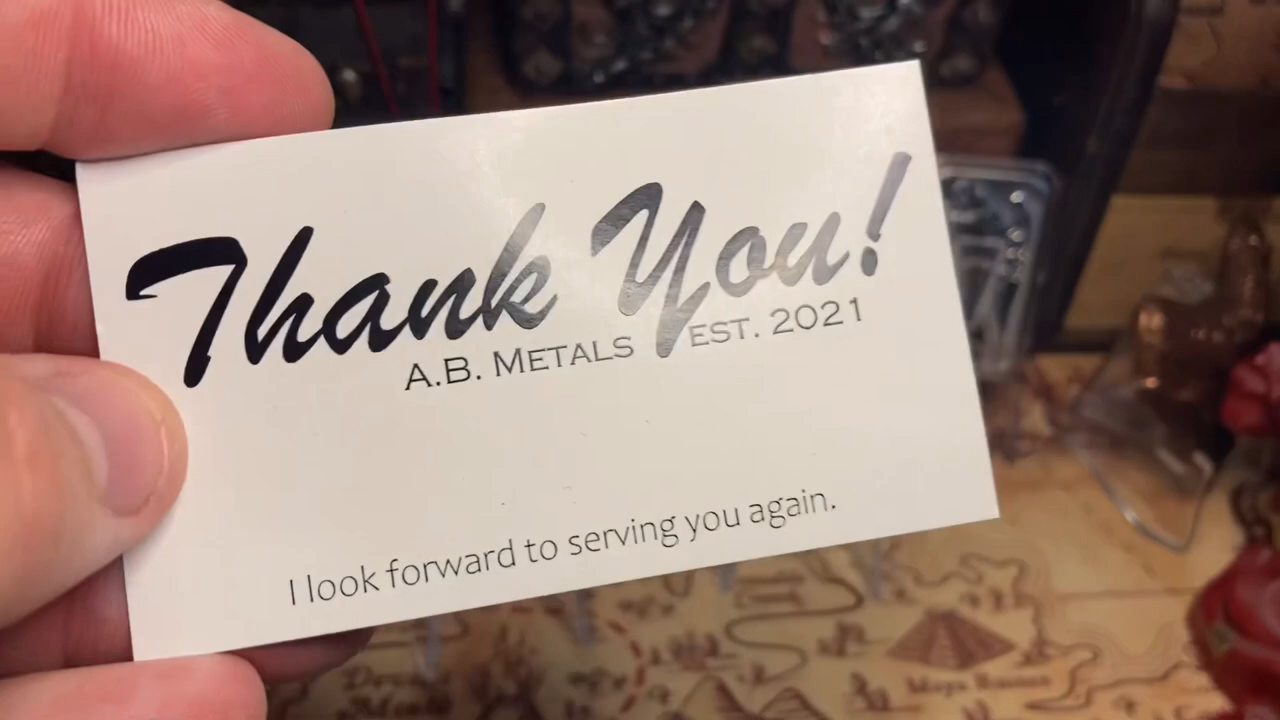 Thank You!
A.B. METALS EST. 2021
I look forward to serving you again.